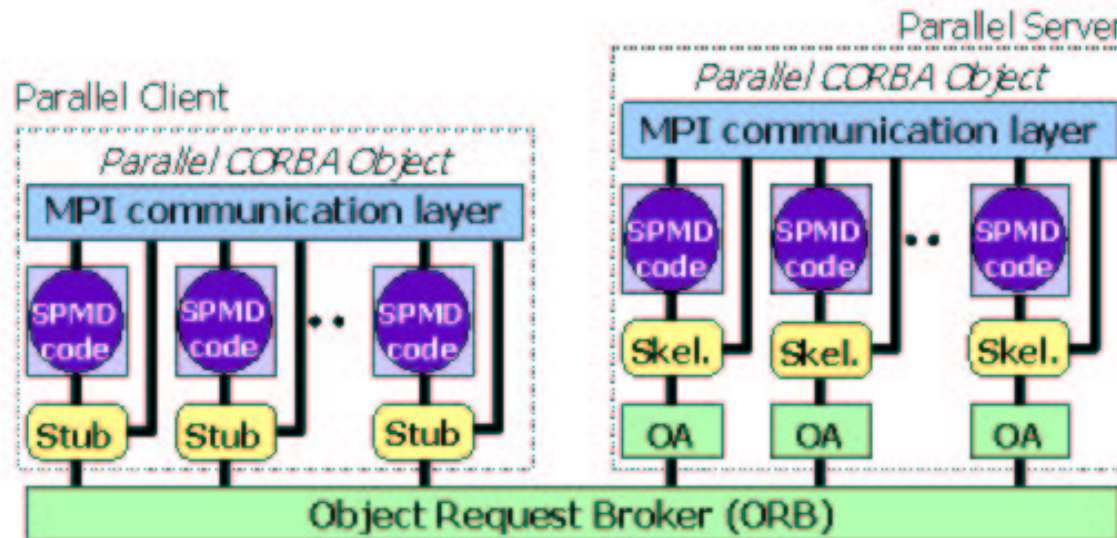 Parallel Server
Parallel CORBA Object
Parallel Client
MPI communication layer
Parallel CORBA Object
MPI communication layer
SPMD code
SPMD code
..
SPMD code
SPMD code
SPMD code
..
SPMD code
Skel.
Skel.
Skel.
Stub
Stub
Stub
OA
OA
OA
Object Request Broker (ORB)